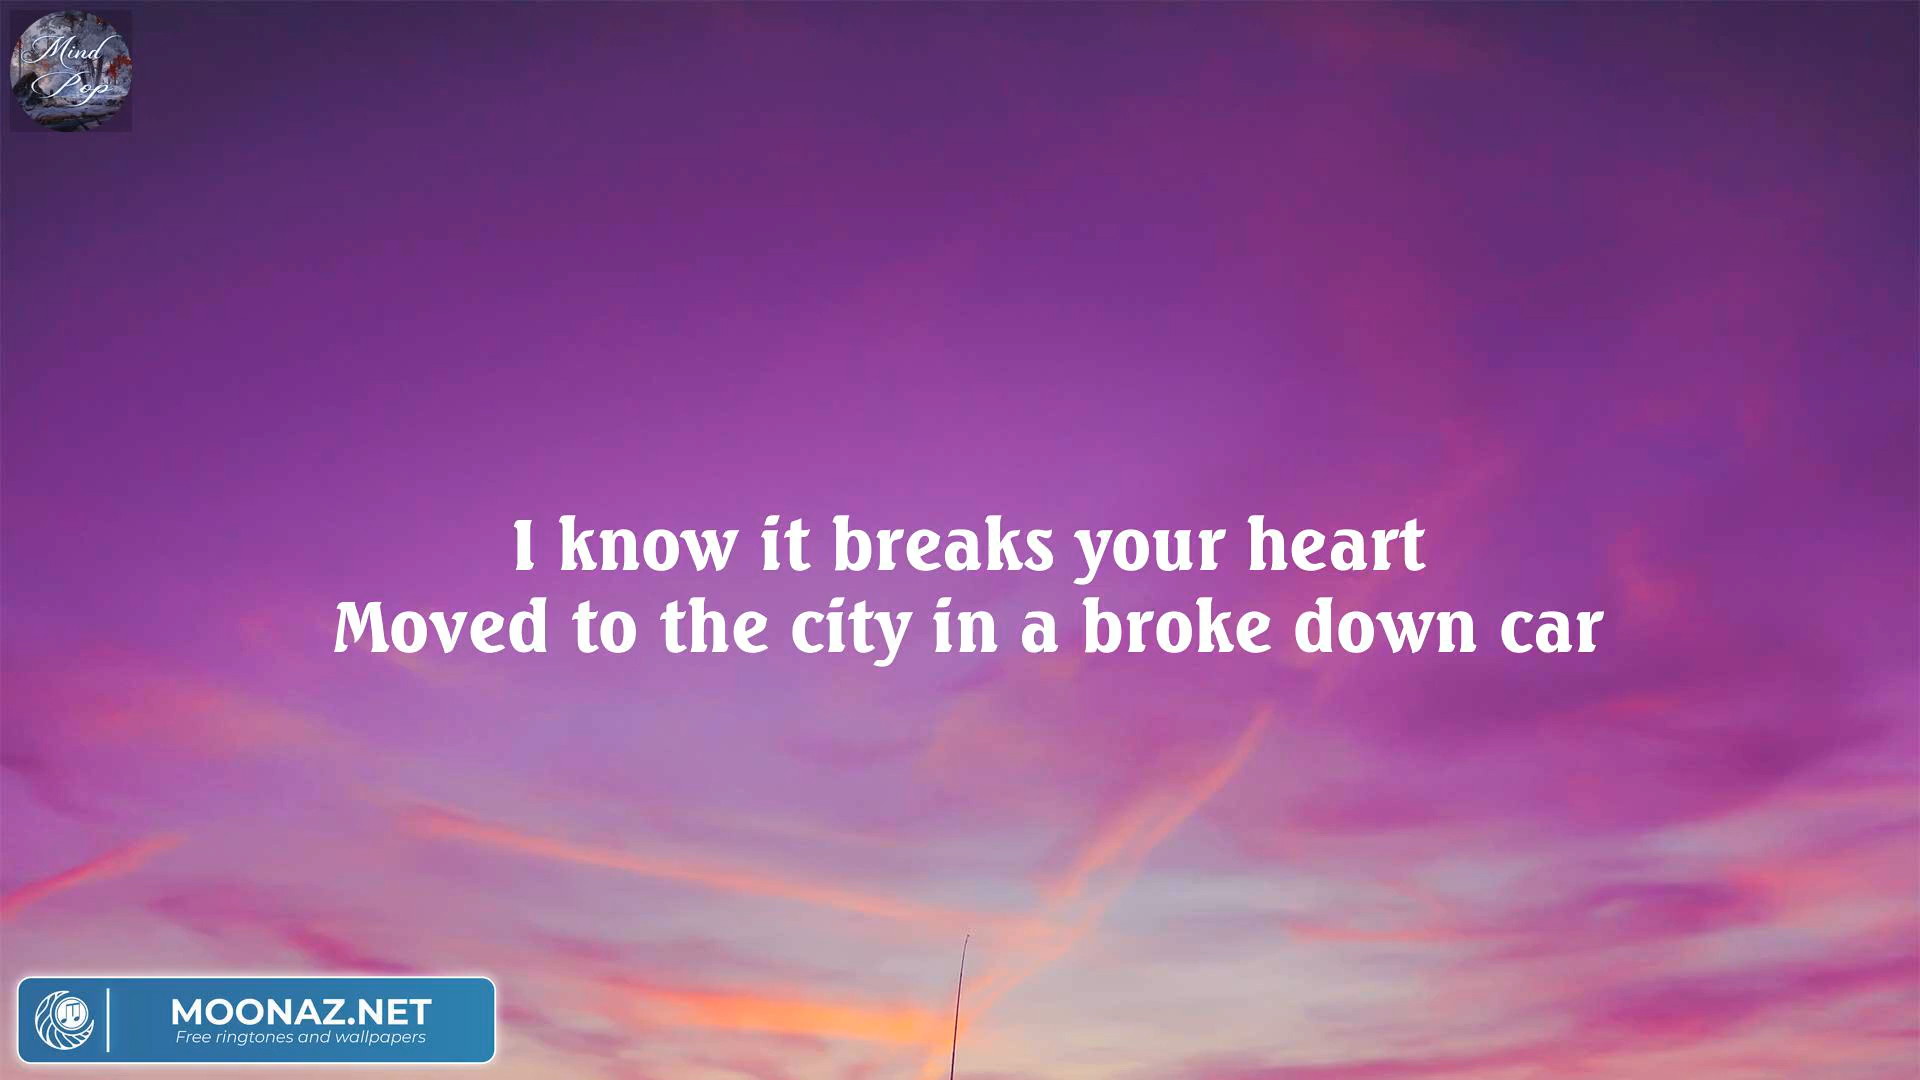 Mind
Pop
I know it breaks your heart
Moved to the city in a broke down car
MOONAZ.NET
Free ringtones and wallpapers